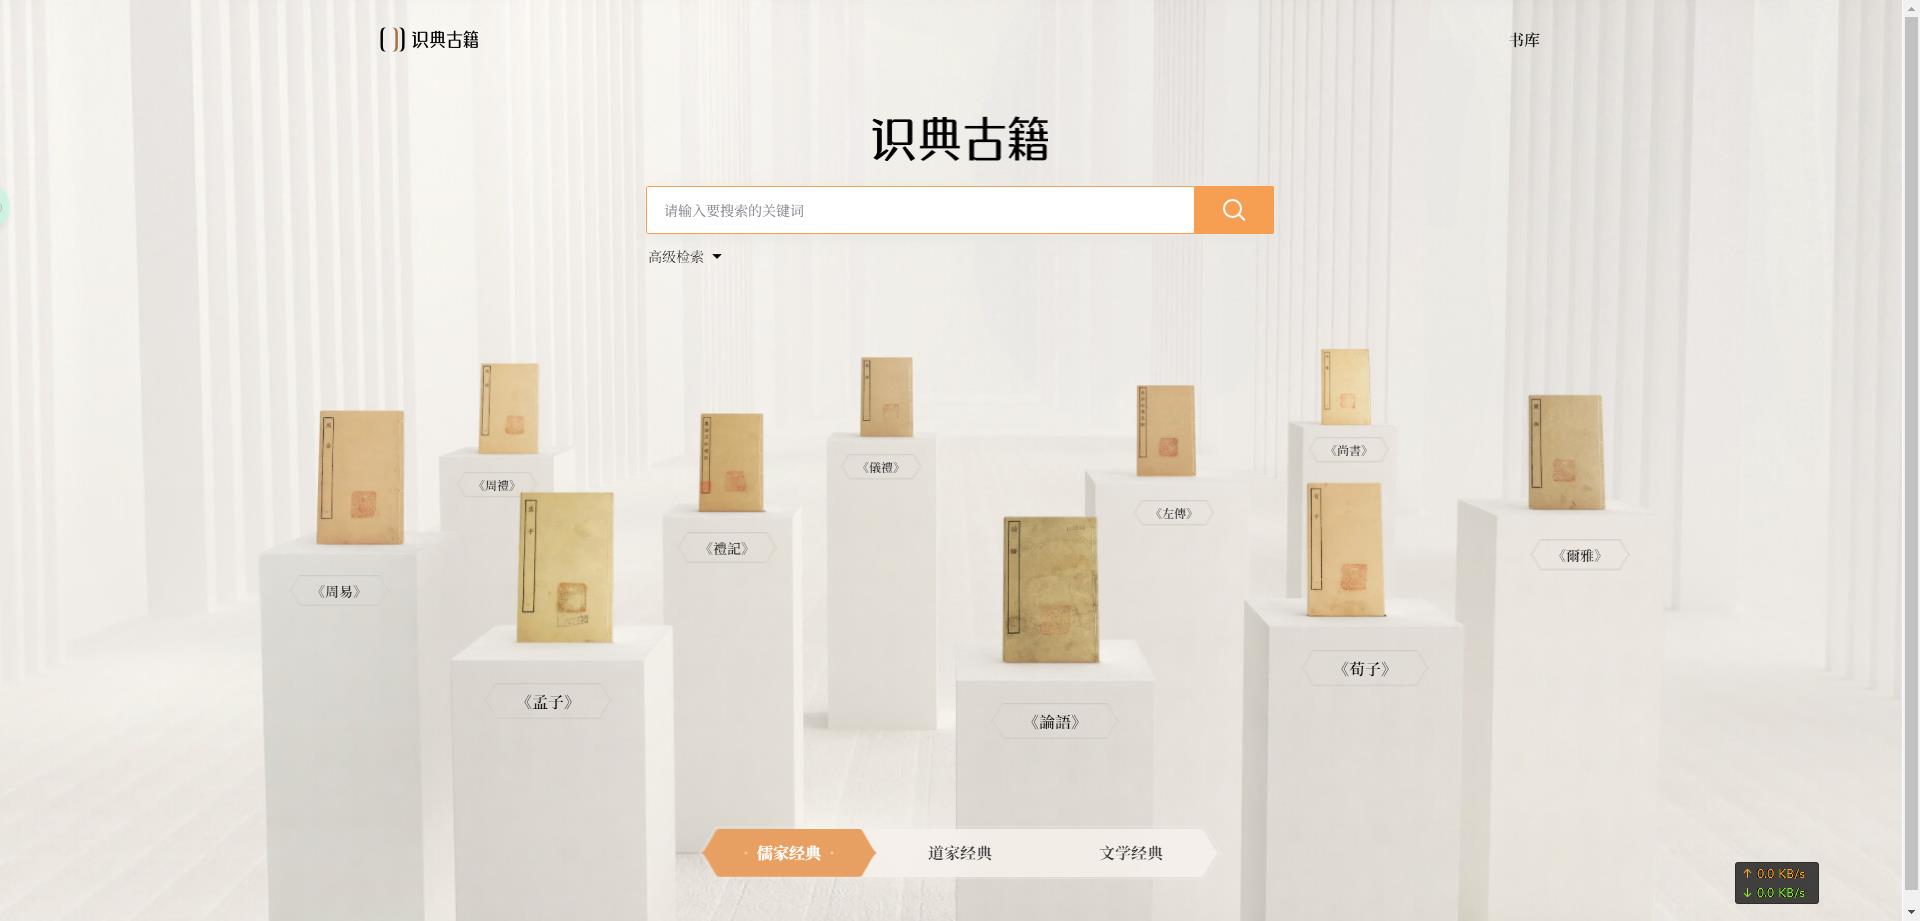 识典古籍
书库
识典古籍
请输入要搜索的关键词
高级检索
《周禮》
《儀禮》
《尚書》
《左傳》
《禮記》
《爾雅》
《周易》
《荀子》
《孟子》
《論語》
· 儒家经典 ·
道家经典
文学经典
↑ 0.0 KB/s
↓ 0.0 KB/s